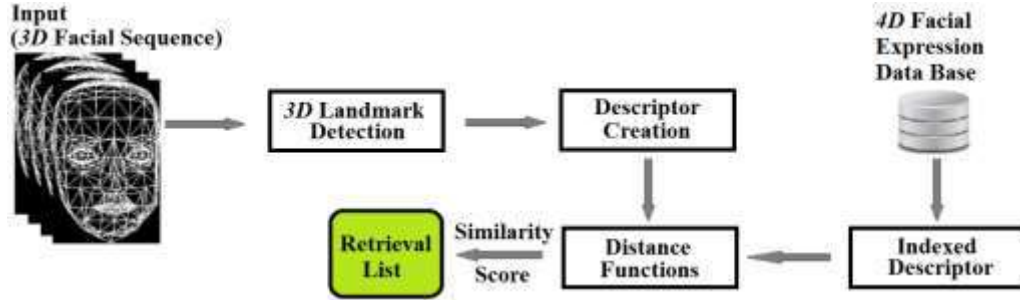 Input
(3D Facial Sequence)
3D Landmark
Detection
Descriptor
Creation
4D Facial
Expression
Data Base
Retrieval
List
Similarity
Score
Distance
Functions
Indexed
Descriptor